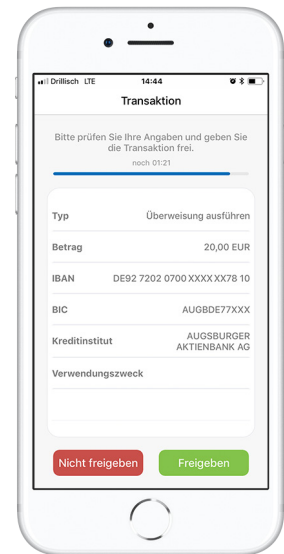 Drillisch LTE 14:44
Transaktion
Bitte prüfen Sie Ihre Angaben und geben Sie
die Transaktion frei.
noch 01:21
Typ Überweisung ausführen
Betrag 20,00 EUR
IBAN DE92 7202 0700 XXXX XX78 10
BIC AUGBDE77XXX
Kreditinstitut AUGSBURGER
AKTIENBANK AG
Verwendungszweck
Nicht freigeben Freigeben